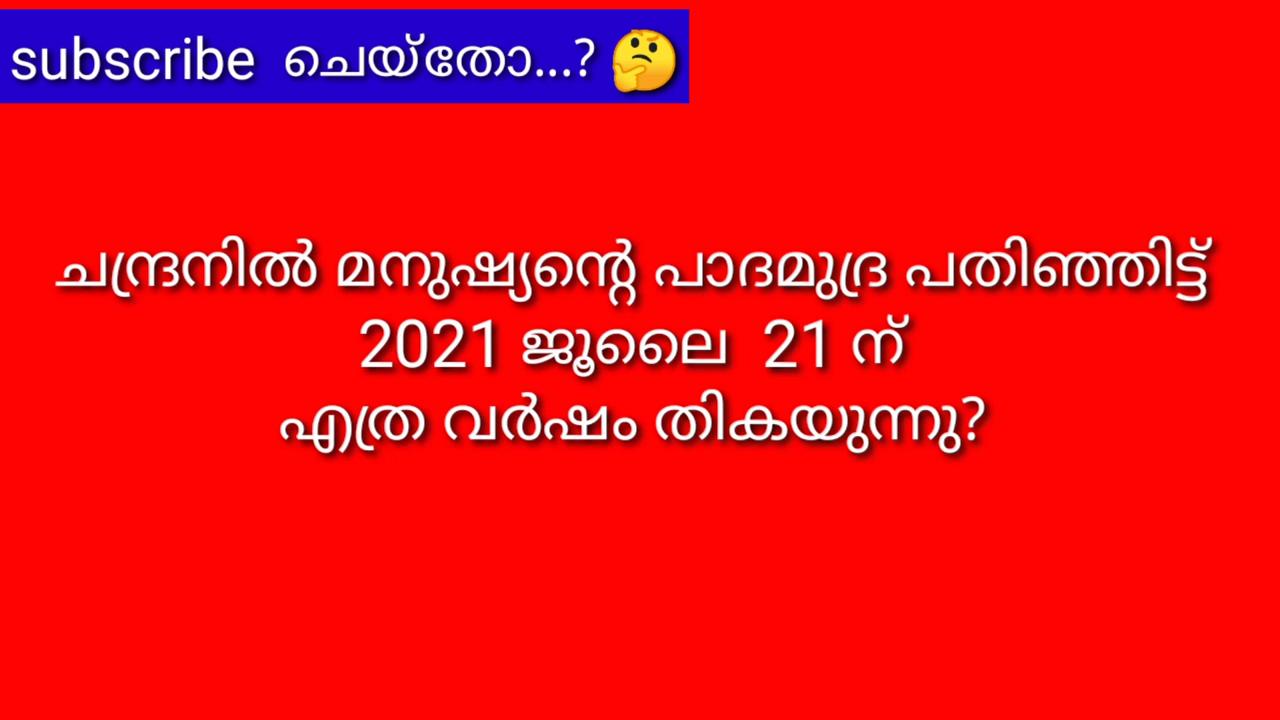 subscribe ചെയ്തോ...? 🤔
ചന്ദ്രനിൽ മനുഷ്യന്റെ പാദമുദ്ര പതിഞ്ഞിട്ട്
2021 ജൂലൈ 21 ന്
എത്ര വർഷം തികയുന്നു?